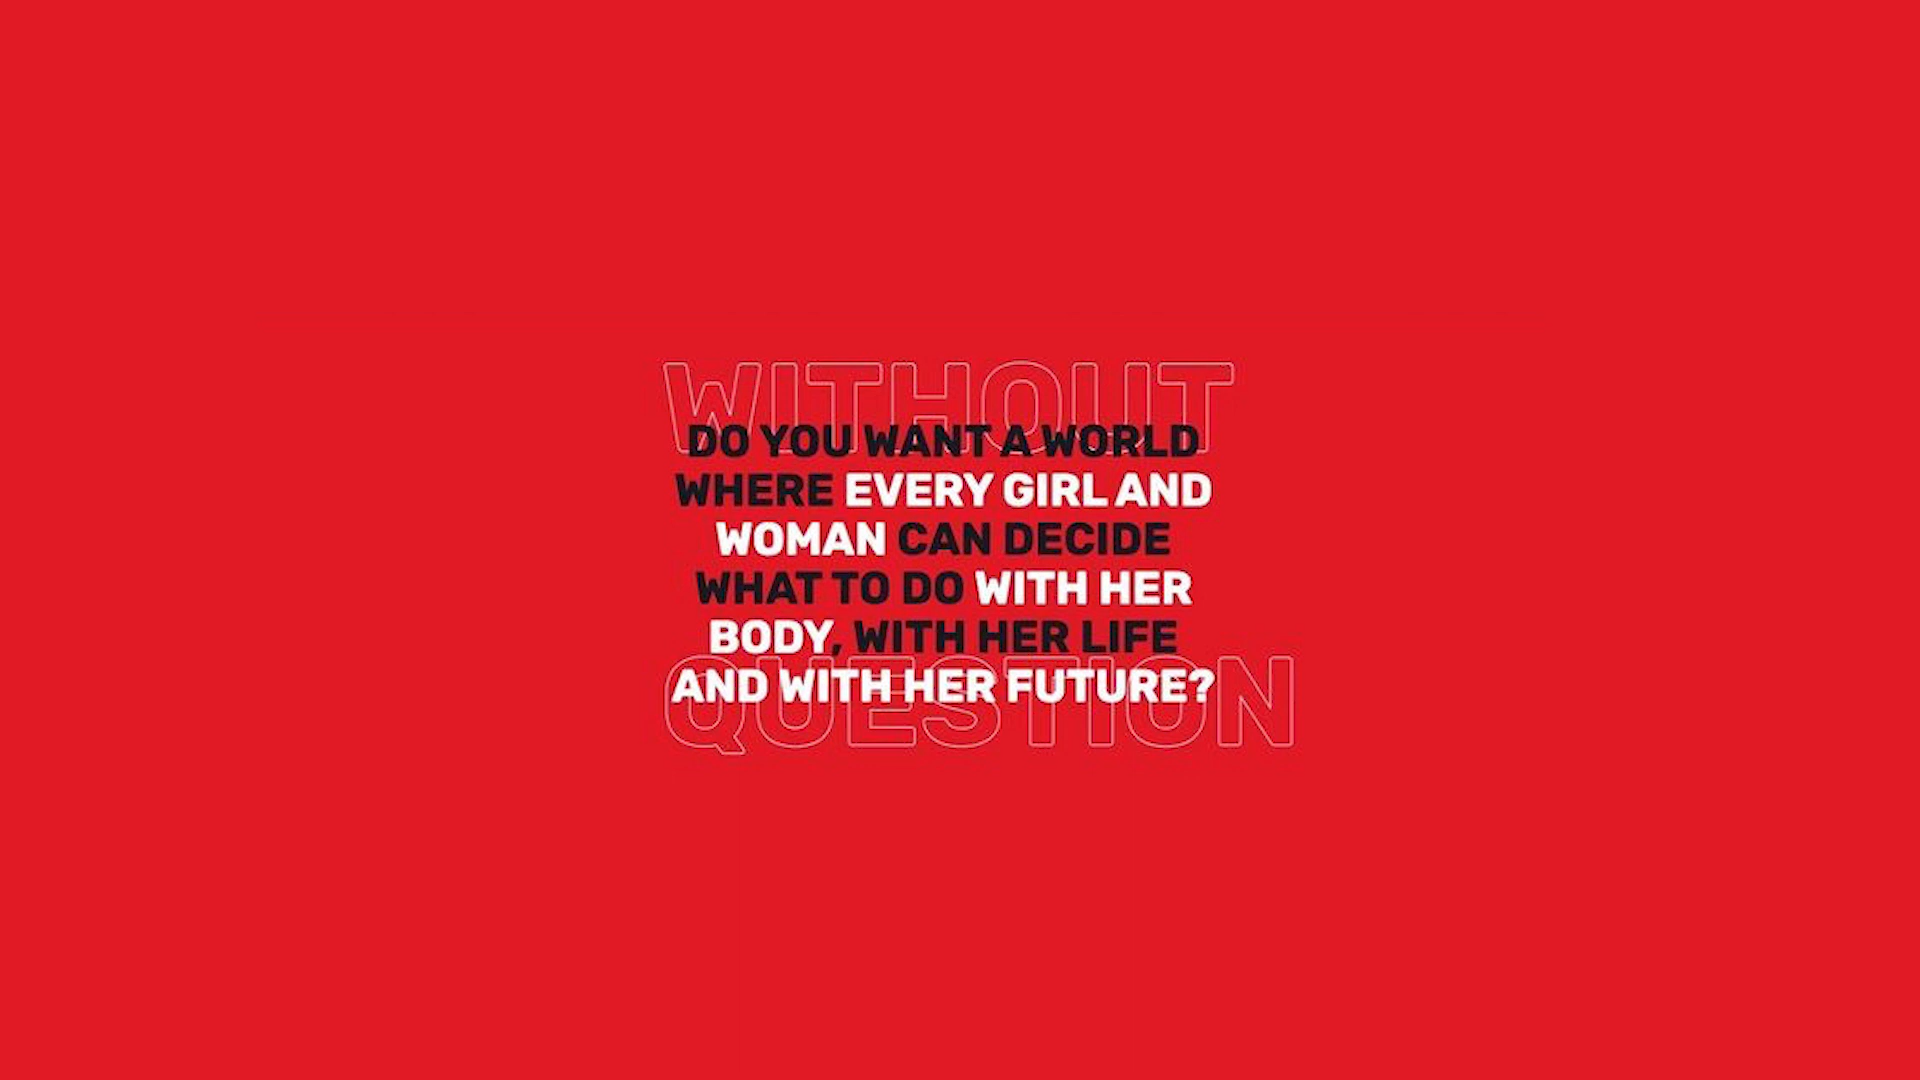 WITHOUT
DO YOU WANT A WORLD
WHERE EVERY GIRL AND
WOMAN CAN DECIDE
WHAT TO DO WITH HER
BODY, WITH HER LIFE
AND WITH HER FUTURE?
QUESTION